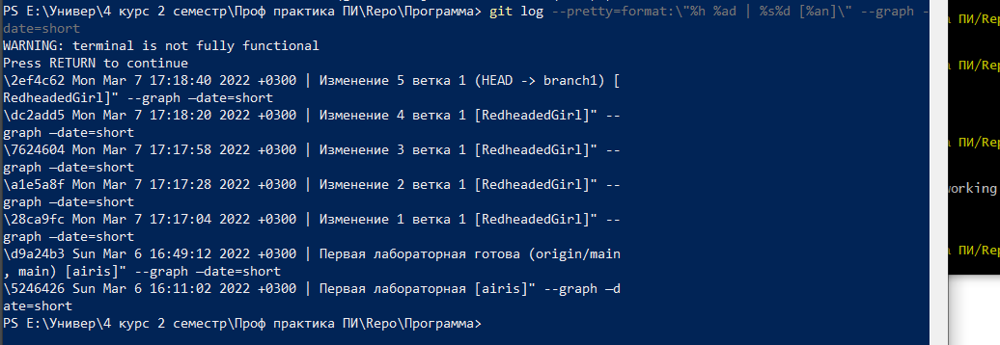 PS E:\Универ\4 курс 2 семестр\Проф практика ПИ\Repo\Программа> git log --pretty=format:\"%h %ad | %s%d [%an]\" --graph —
date=short
WARNING: terminal is not fully functional
Press RETURN to continue
\2ef4c62 Mon Mar 7 17:18:40 2022 +0300 | Изменение 5 ветка 1 (HEAD -> branch1) [
RedheadedGirl]" --graph —date=short
\dc2add5 Mon Mar 7 17:18:20 2022 +0300 | Изменение 4 ветка 1 [RedheadedGirl]" --
graph —date=short
\7624604 Mon Mar 7 17:17:58 2022 +0300 | Изменение 3 ветка 1 [RedheadedGirl]" --
graph —date=short
\a1e5a8f Mon Mar 7 17:17:28 2022 +0300 | Изменение 2 ветка 1 [RedheadedGirl]" --
graph —date=short
\28ca9fc Mon Mar 7 17:17:04 2022 +0300 | Изменение 1 ветка 1 [RedheadedGirl]" --
graph —date=short
\d9a24b3 Sun Mar 6 16:49:12 2022 +0300 | Первая лабораторная готова (origin/main
, main) [airis]" --graph —date=short
\5246426 Sun Mar 6 16:11:02 2022 +0300 | Первая лабораторная [airis]" --graph —d
ate=short
PS E:\Универ\4 курс 2 семестр\Проф практика ПИ\Repo\Программа>
ПИ/Rep
ПИ/Rep
ПИ/Rep
orking
ПИ/Rep